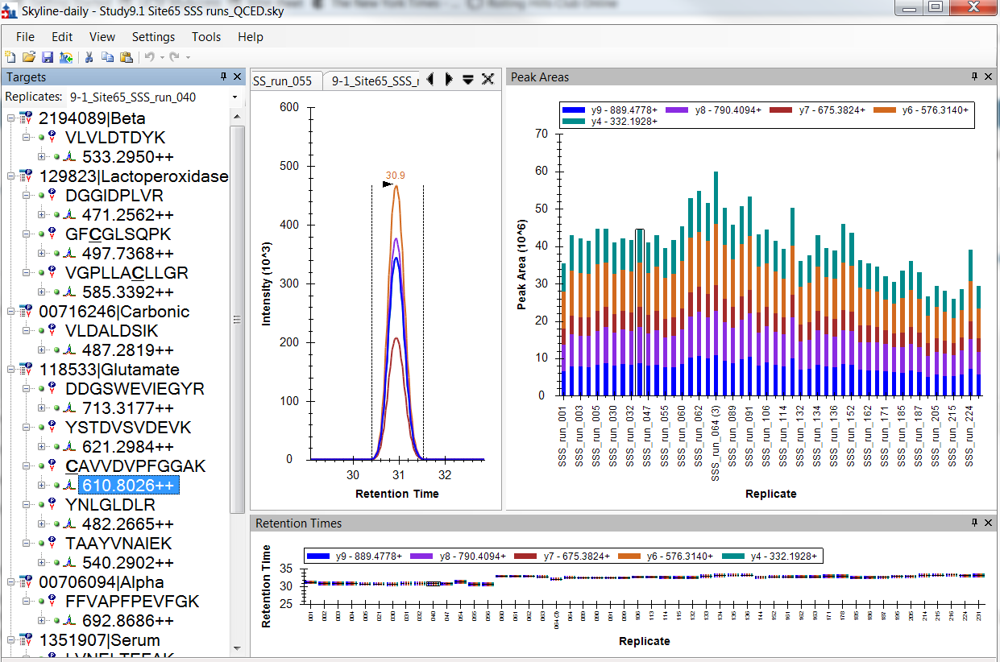 Skyline-daily - Study9.1 Site65 SSS runs_QCED.sky
File Edit View Settings Tools Help
Targets
Replicates: 9-1_Site65_SSS_run_040
2194089|Beta
VLVLDTDYK
533.2950++
129823|Lactoperoxidase
DGGIDPLVR
471.2562++
GFCGLSQPK
497.7368++
VGPLLACLLGR
585.3392++
00716246|Carbonic
VLDALDSIK
487.2819++
118533|Glutamate
DDGSWEVIEGYR
713.3177++
YSTDVSVDEVK
621.2984++
CAVVDVPFGGAK
610.8026++
YNLGLDLR
482.2665++
TAAYVNAIEK
540.2902++
00706094|Alpha
FFVAPFPEVFGK
692.8686++
1351907|Serum
SS_run_055 9-1_Site65_SSS_r
600
500
400
300
200
100
0
Intensity (10^3)
30.9
30 31 32
Retention Time
Peak Areas
y9 - 889.4778+ y8 - 790.4094+ y7 - 675.3824+ y6 - 576.3140+
y4 - 332.1928+
70
60
50
40
30
20
10
0
Peak Area (10^6)
SSS_run_001 SSS_run_003 SSS_run_005 SSS_run_030 SSS_run_032 SSS_run_047 SSS_run_055 SSS_run_060 SSS_run_062 SSS_run_064 (3) SSS_run_089 SSS_run_091 SSS_run_106 SSS_run_114 SSS_run_132 SSS_run_134 SSS_run_136 SSS_run_152 SSS_run_162 SSS_run_171 SSS_run_185 SSS_run_187 SSS_run_205 SSS_run_215 SSS_run_224
Replicate
Retention Times
y9 - 889.4778+ y8 - 790.4094+ y7 - 675.3824+ y6 - 576.3140+ y4 - 332.1928+
35
30
25
Retention Time
001 002 003 004 005 021 030 031 032 040 047 054 055 056 060 061 062 063 064 (3) 064 089 090 091 099 106 113 114 115 132 133 134 135 136 144 152 161 162 163 171 178 185 186 187 195 205 214 215 216 224 231
Replicate